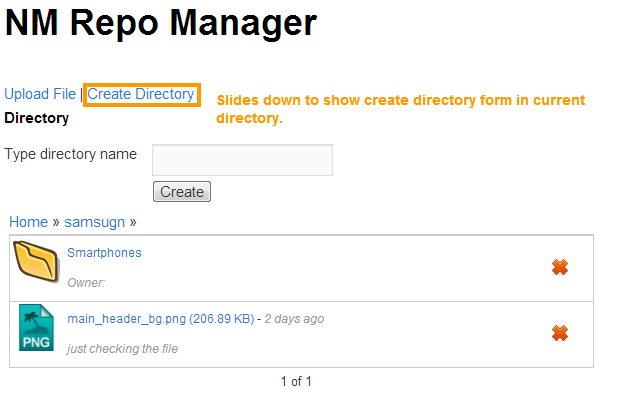 NM Repo Manager
Upload File | Create Directory
Slides down to show create directory form in current
directory.
Directory
Type directory name
Create
Home » samsugn »
Smartphones
Owner:
PNG
main_header_bg.png (206.89 KB) - 2 days ago
just checking the file
1 of 1